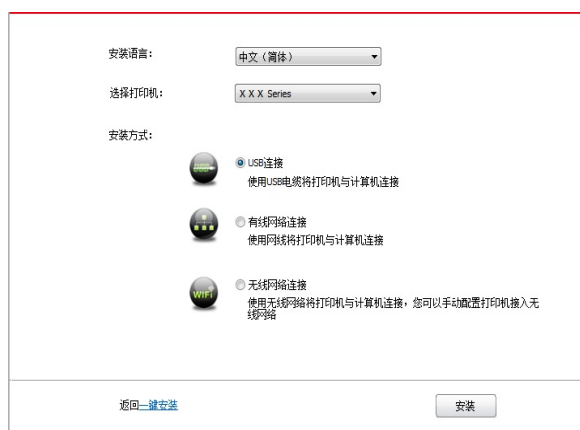 安装语言: 中文（简体）
选择打印机: X X X Series
安装方式:
USB连接
使用USB电缆将打印机与计算机连接
有线网络连接
使用网线将打印机与计算机连接
WiFi
无线网络连接
使用无线网络将打印机与计算机连接，您可以手动配置打印机接入无
线网络
返回一键安装 安装